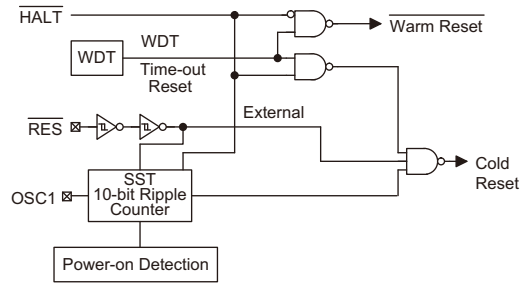 HALT
WDT
WDT
Time-out
Reset
Warm Reset
RES
External
Cold
Reset
OSC1
SST
10-bit Ripple
Counter
Power-on Detection